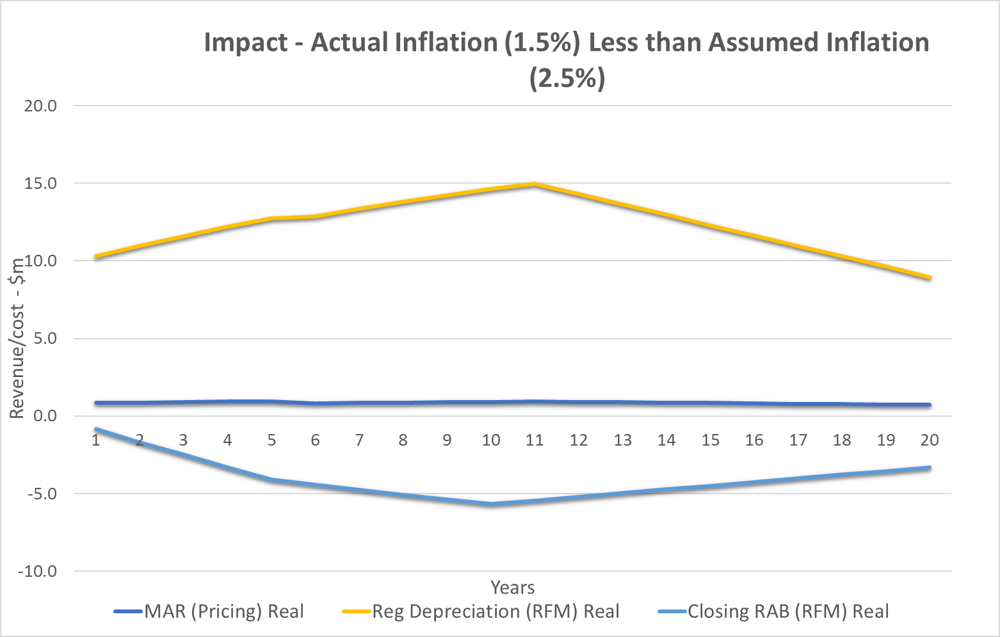 Impact - Actual Inflation (1.5%) Less than Assumed Inflation
(2.5%)
20.0
15.0
10.0
5.0
0.0
-5.0
-10.0
Revenue/cost - $m
1 2 3 4 5 6 7 8 9 10 11 12 13 14 15 16 17 18 19 20
Years
MAR (Pricing) Real Reg Depreciation (RFM) Real Closing RAB (RFM) Real